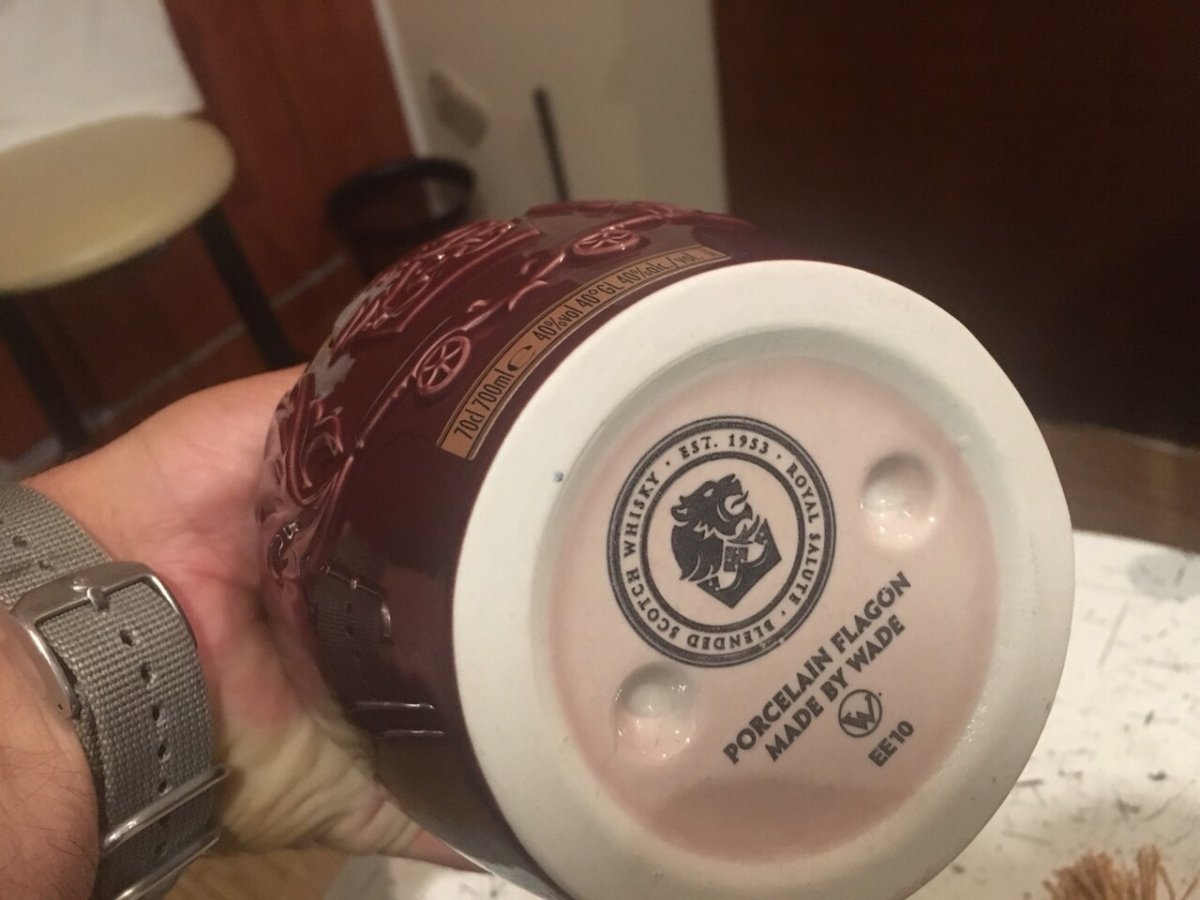 70cl 700ml e 40%vol 40°GL 40%alc./vol.
EST. 1953 · ROYAL SALUTE · BLENDED SCOTCH WHISKY ·
PORCELAIN FLAGON
MADE BY WADE
W
EE10